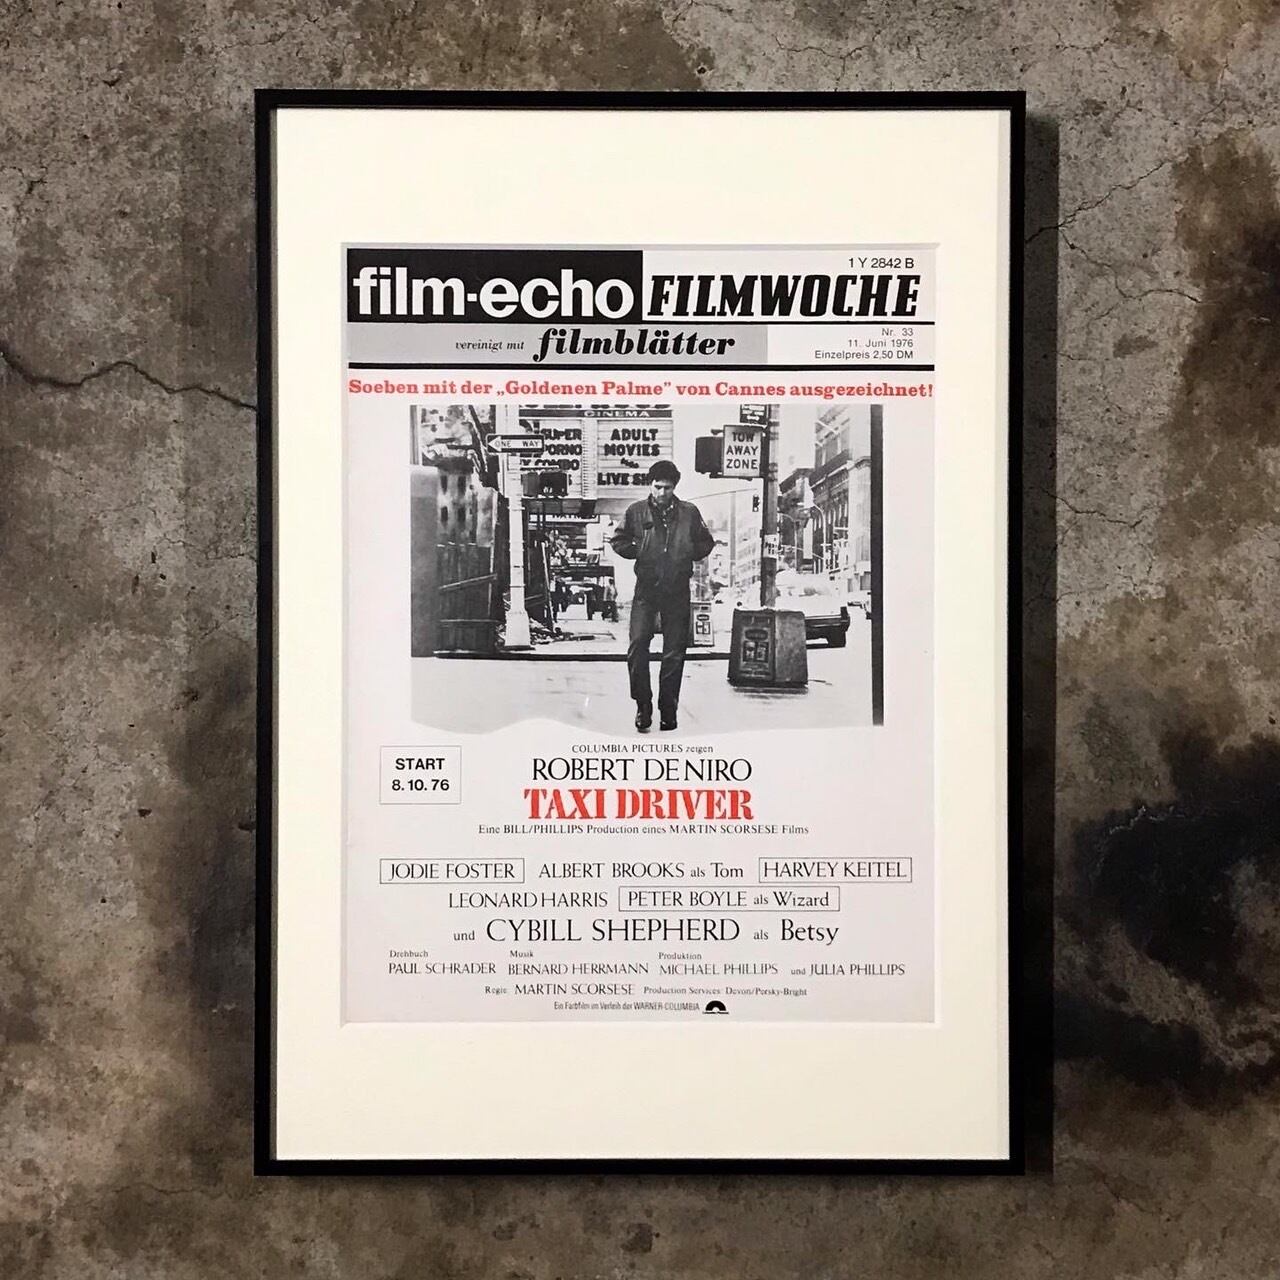 film-echo FILMWOCHE
1 Y 2842 B
vereinigt mit filmblätter
Nr. 33
11. Juni 1976
Einzelpreis 2,50 DM
Soeben mit der „Goldenen Palme” von Cannes ausgezeichnet!
CINEMA
ONE WAY
SUPER
PORNO
COMBO
ADULT
MOVIES
LIVE
TOW
AWAY
ZONE
START
8.10.76
COLUMBIA PICTURES zeigen
ROBERT DE NIRO
TAXI DRIVER
Eine BILL/PHILLIPS Production eines MARTIN SCORSESE Films
JODIE FOSTER ALBERT BROOKS als Tom HARVEY KEITEL
LEONARD HARRIS PETER BOYLE als Wizard
und CYBILL SHEPHERD als Betsy
Drehbuch Musik Produktion
PAUL SCHRADER BERNARD HERRMANN MICHAEL PHILLIPS und JULIA PHILLIPS
Regie: MARTIN SCORSESE Production Services: Devon/Persky-Bright
Ein Farbfilm im Verleih der WARNER-COLUMBIA